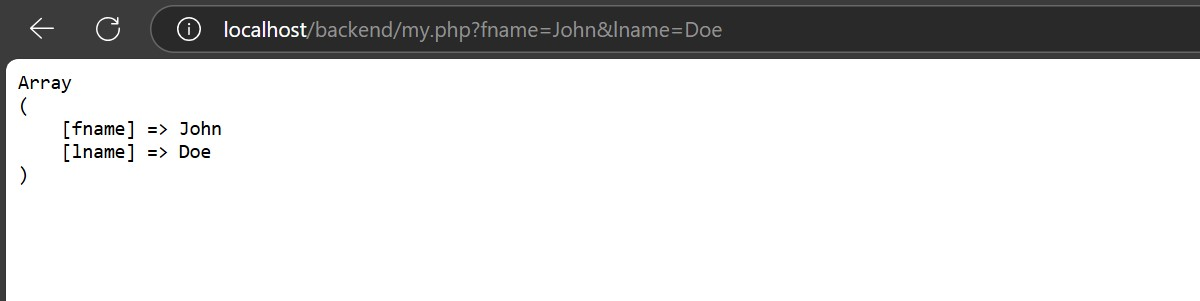 localhost/backend/my.php?fname=John&lname=Doe
Array
(
    [fname] => John
    [lname] => Doe
)